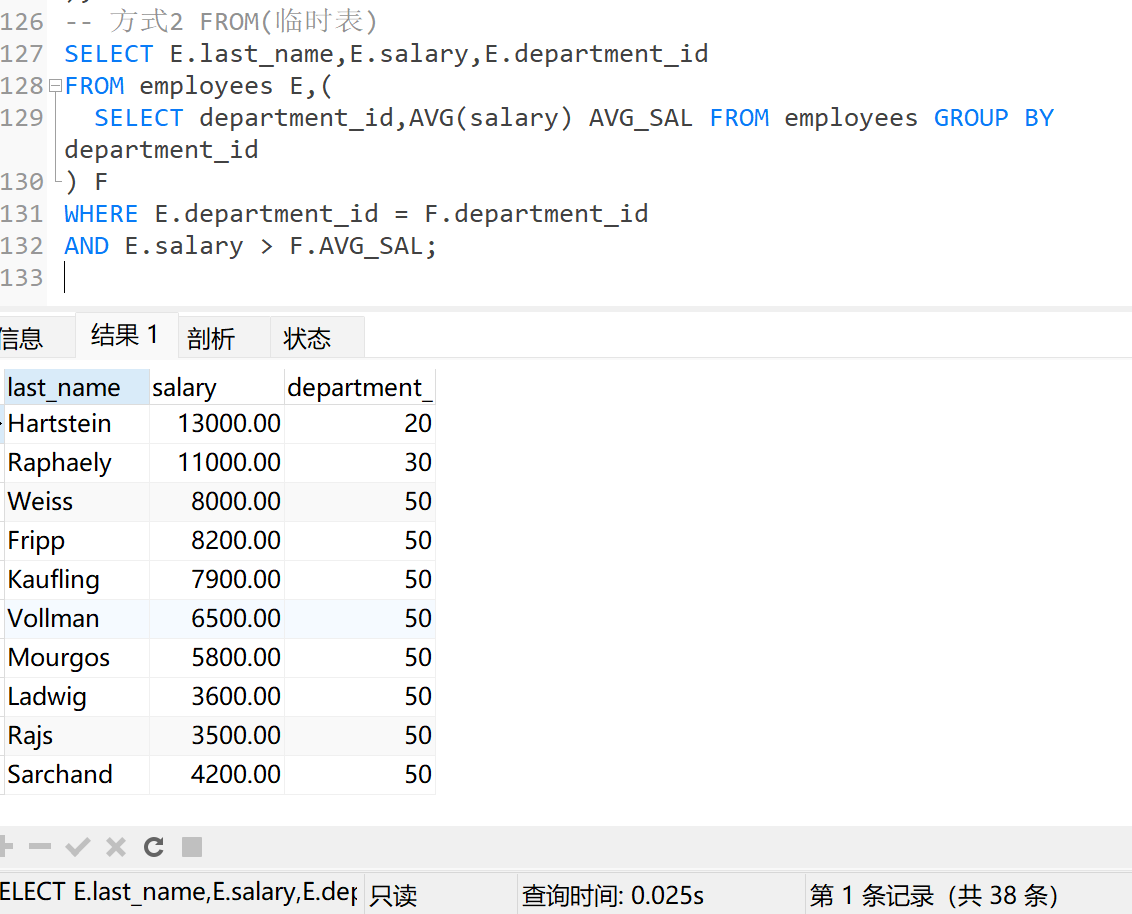 126 -- 方式2 FROM(临时表)
127 SELECT E.last_name,E.salary,E.department_id
128 FROM employees E,(
129 SELECT department_id,AVG(salary) AVG_SAL FROM employees GROUP BY
department_id
130 ) F
131 WHERE E.department_id = F.department_id
132 AND E.salary > F.AVG_SAL;
133
信息 结果 1 剖析 状态
last_name salary department_
Hartstein 13000.00 20
Raphaely 11000.00 30
Weiss 8000.00 50
Fripp 8200.00 50
Kaufling 7900.00 50
Vollman 6500.00 50
Mourgos 5800.00 50
Ladwig 3600.00 50
Rajs 3500.00 50
Sarchand 4200.00 50
ELECT E.last_name,E.salary,E.dep 只读 查询时间: 0.025s 第 1 条记录 (共 38 条)